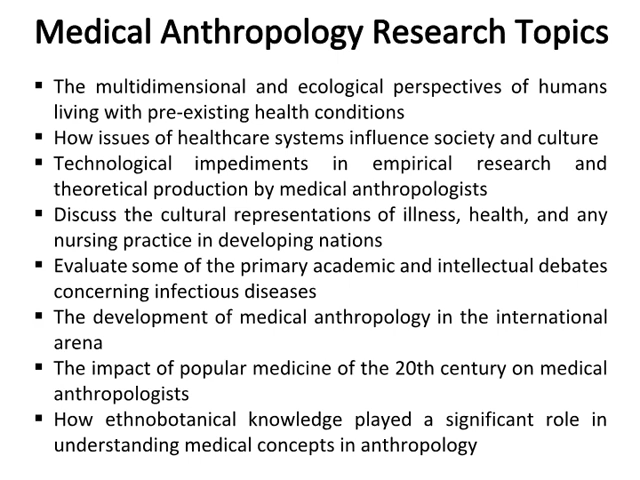 Medical Anthropology Research Topics
▪ The multidimensional and ecological perspectives of humans
living with pre-existing health conditions
▪ How issues of healthcare systems influence society and culture
▪ Technological impediments in empirical research and
theoretical production by medical anthropologists
▪ Discuss the cultural representations of illness, health, and any
nursing practice in developing nations
▪ Evaluate some of the primary academic and intellectual debates
concerning infectious diseases
▪ The development of medical anthropology in the international
arena
▪ The impact of popular medicine of the 20th century on medical
anthropologists
▪ How ethnobotanical knowledge played a significant role in
understanding medical concepts in anthropology